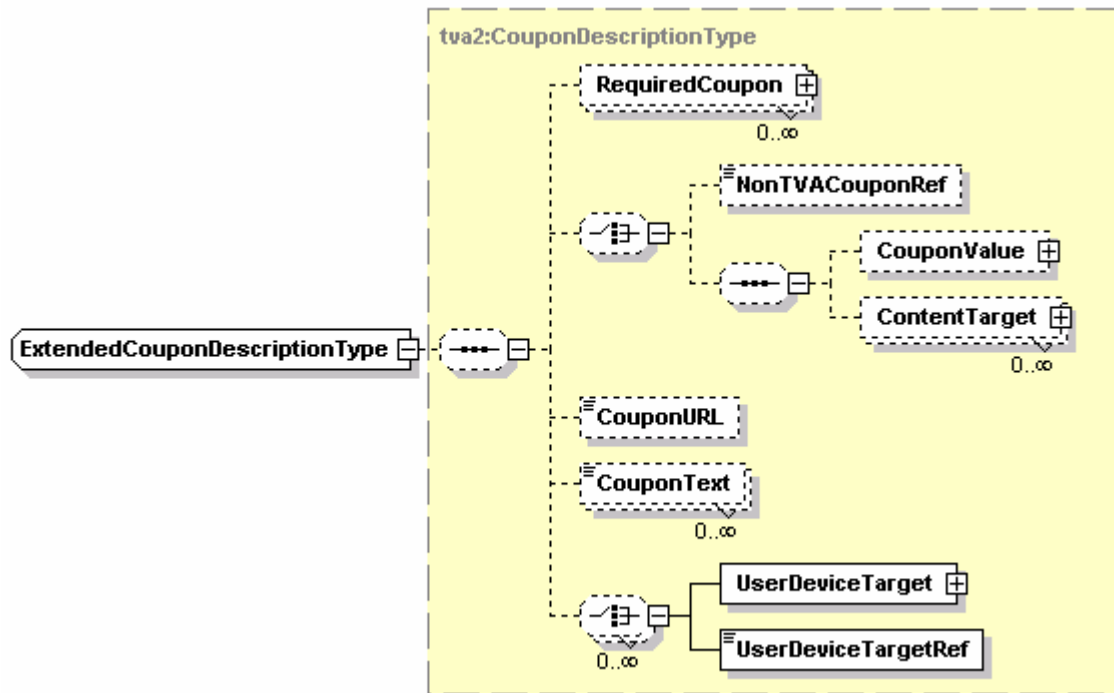 tva2:CouponDescriptionType
RequiredCoupon
0..∞
NonTVACouponRef
CouponValue
ContentTarget
0..∞
ExtendedCouponDescriptionType
CouponURL
CouponText
0..∞
UserDeviceTarget
UserDeviceTargetRef
0..∞